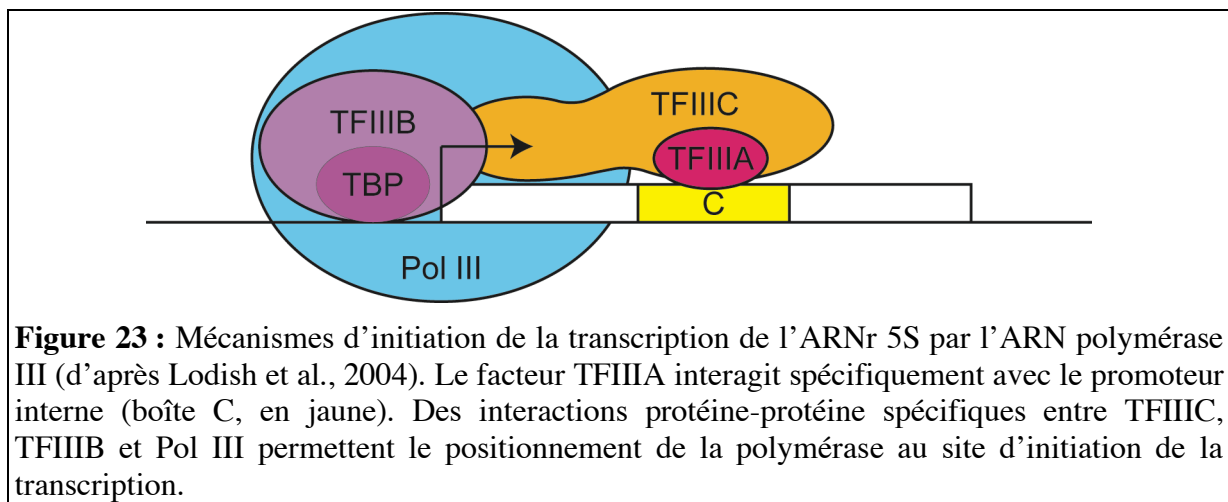 TFIIIC
TFIIIB
TFIIIA
TBP
C
Pol III
Figure 23 : Mécanismes d'initiation de la transcription de l'ARNr 5S par l'ARN polymérase
III (d'après Lodish et al., 2004). Le facteur TFIIIA interagit spécifiquement avec le promoteur
interne (boîte C, en jaune). Des interactions protéine-protéine spécifiques entre TFIIIC,
TFIIIB et Pol III permettent le positionnement de la polymérase au site d'initiation de la
transcription.